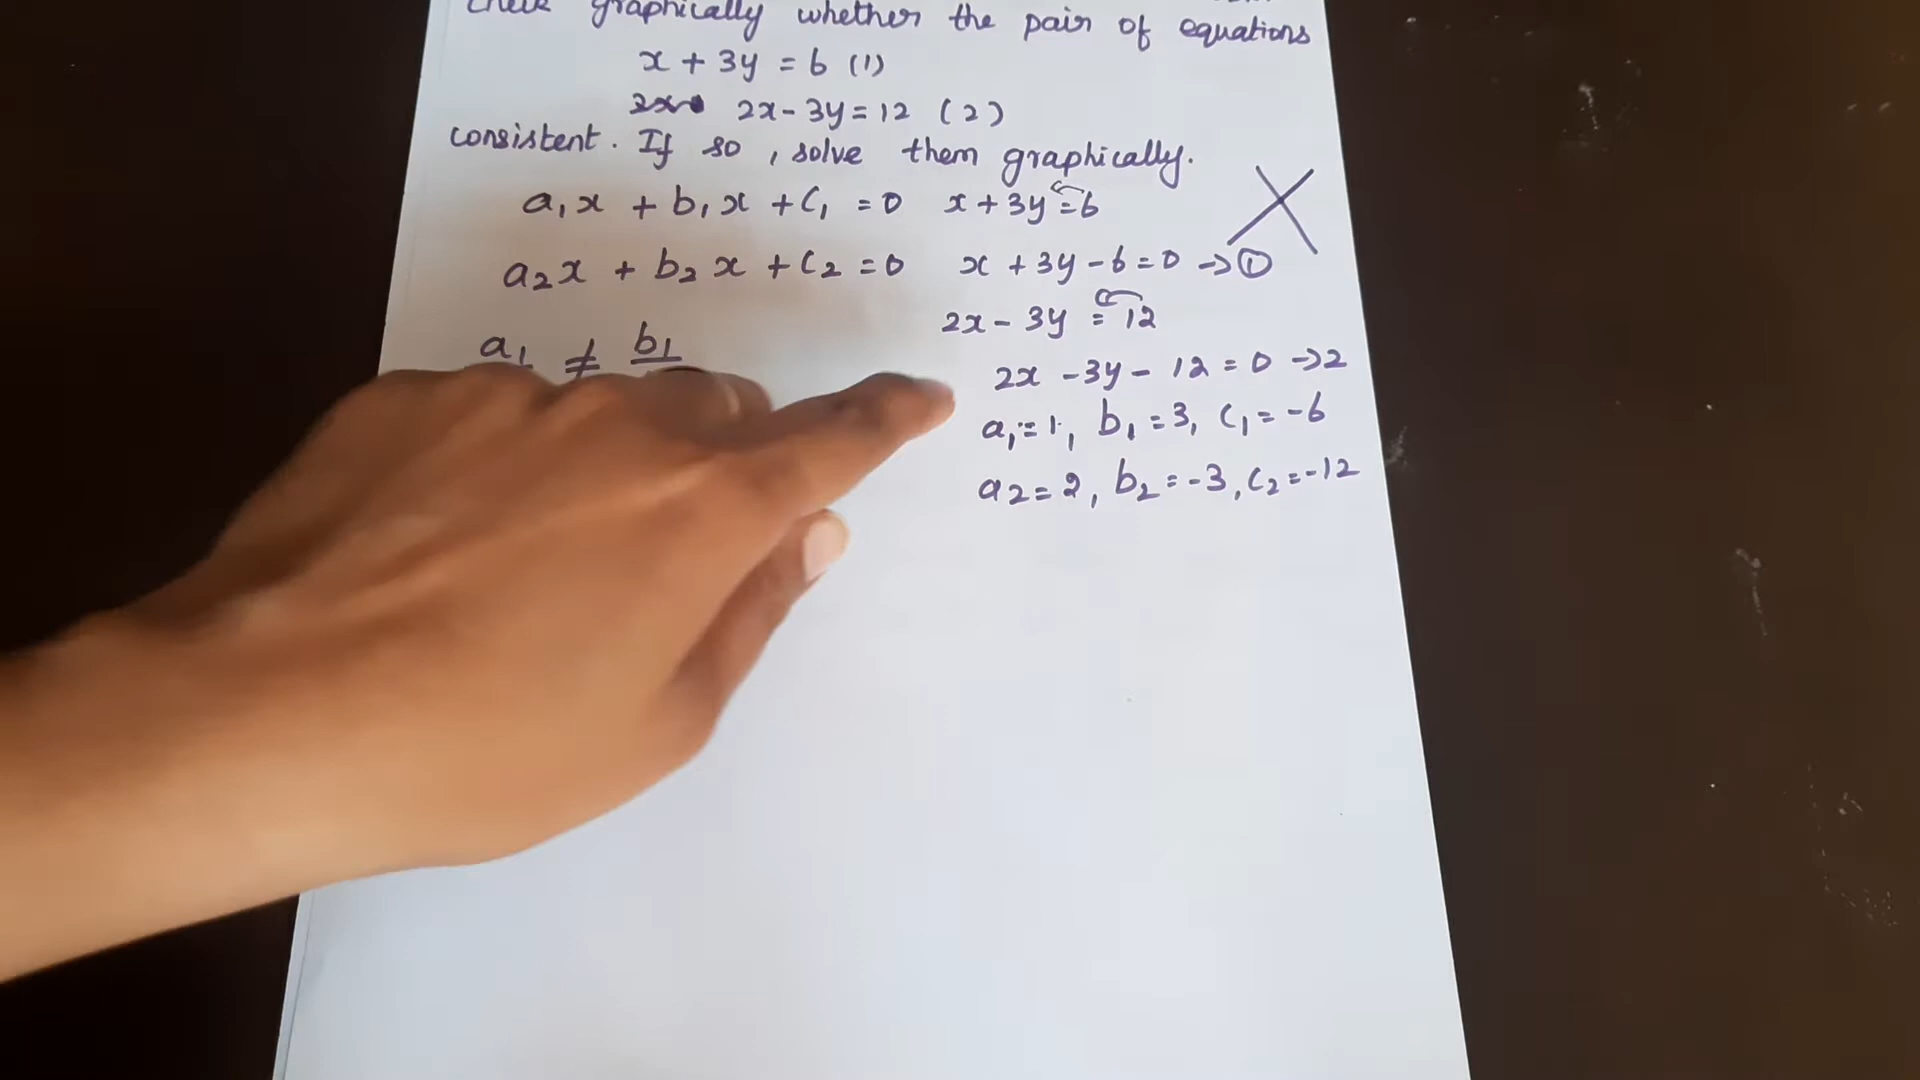 graphically whether the pair of equations
x + 3y = 6 (1)
2x - 3y = 12 (2)
consistent. If so, solve them graphically.
a₁x + b₁x + c₁ = 0
a₂x + b₂x + c₂ = 0
a₁ ≠ b₁
x + 3y = 6
x + 3y - 6 = 0 → ①
2x - 3y = 12
2x - 3y - 12 = 0 → 2
a₁ = 1, b₁ = 3, c₁ = -6
a₂ = 2, b₂ = -3, c₂ = -12